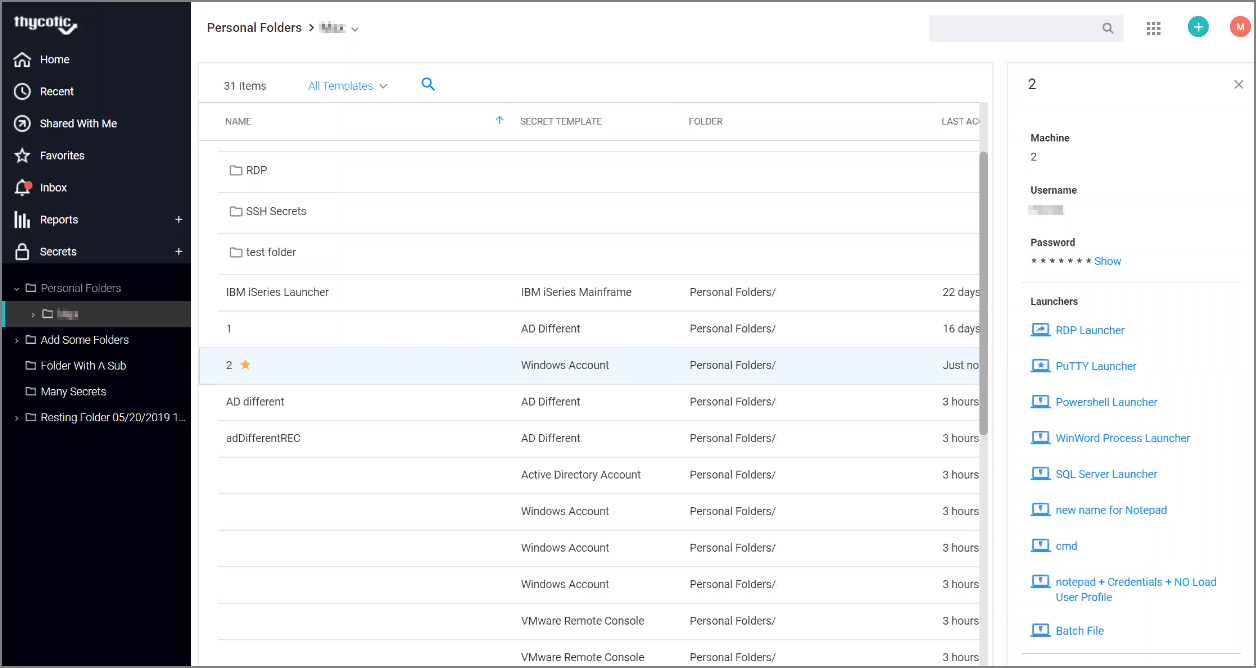 thycotic
Home
Recent
Shared With Me
Favorites
Inbox
Reports +
Secrets +
Personal Folders
Add Some Folders
Folder With A Sub
Many Secrets
Resting Folder 05/20/2019 1...
Personal Folders >
+
M
31 Items All Templates
NAME SECRET TEMPLATE FOLDER LAST AC
RDP
SSH Secrets
test folder
IBM iSeries Launcher IBM iSeries Mainframe Personal Folders/ 22 days
1 AD Different Personal Folders/ 16 days
2 Windows Account Personal Folders/ Just no
AD different AD Different Personal Folders/ 3 hours
adDifferentREC AD Different Personal Folders/ 3 hours
Active Directory Account Personal Folders/ 3 hours
Windows Account Personal Folders/ 3 hours
Windows Account Personal Folders/ 3 hours
Windows Account Personal Folders/ 3 hours
VMware Remote Console Personal Folders/ 3 hours
VMware Remote Console Personal Folders/ 3 hours
2
Machine
2
Username
Password
* * * * * * * Show
Launchers
RDP Launcher
PuTTY Launcher
Powershell Launcher
WinWord Process Launcher
SQL Server Launcher
new name for Notepad
cmd
notepad + Credentials + NO Load
User Profile
Batch File